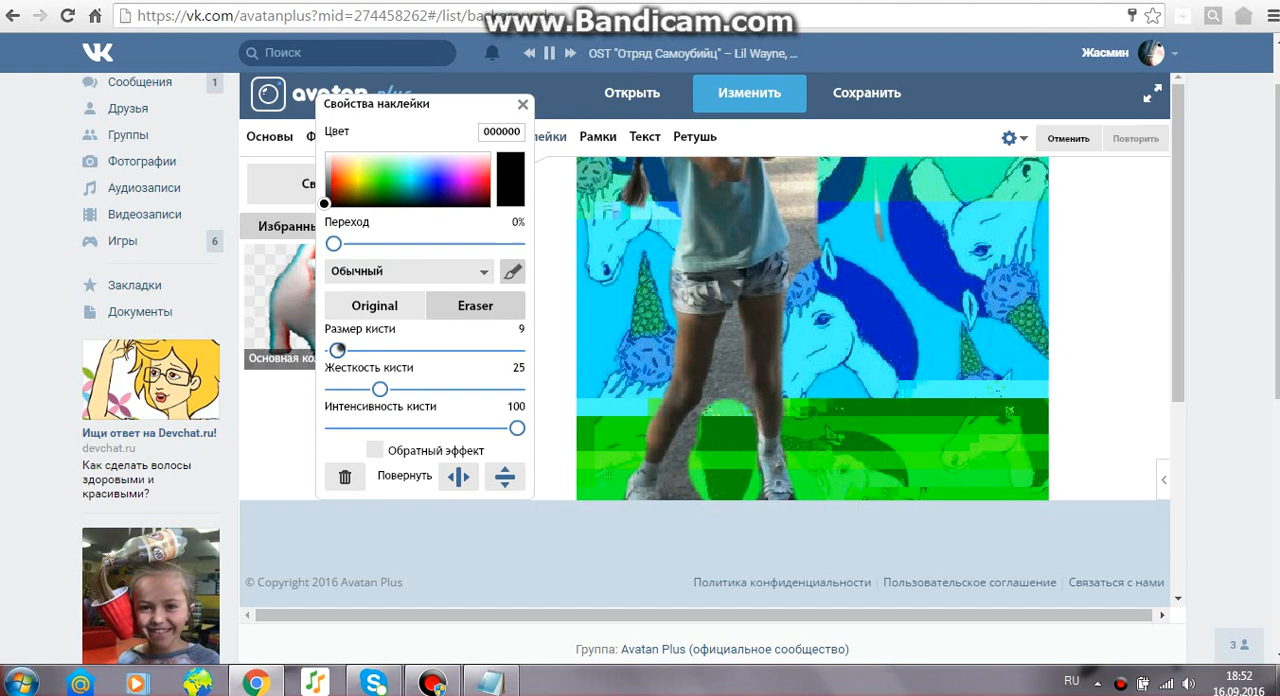 https://vk.com/avatanplus?mid=274458262#/list/
www.Bandicam.com
Поиск
OST "Отряд Самоубийц" – Lil Wayne, ...
Жасмин
Сообщения
1
Друзья
Группы
Фотографии
Аудиозаписи
Видеозаписи
Игры
6
Закладки
Документы
Ищи ответ на Devchat.ru!
devchat.ru
Как сделать волосы
здоровыми и
красивыми?
avatan plus
Открыть
Изменить
Сохранить
Основы
Рамки
Текст
Ретушь
Отменить
Повторить
Свойства наклейки
Цвет
000000
Переход
0%
Обычный
Original
Eraser
Размер кисти
9
Жесткость кисти
25
Интенсивность кисти
100
Обратный эффект
Повернуть
© Copyright 2016 Avatan Plus
Политика конфиденциальности
Пользовательское соглашение
Связаться с нами
Группа: Avatan Plus (официальное сообщество)
3
RU
18:52
16.09.2016